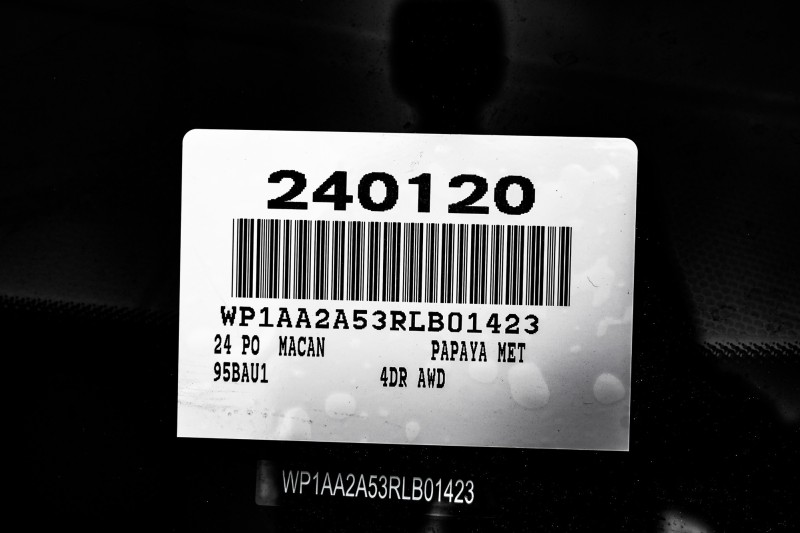 240120
WP1AA2A53RLB01423
24 PO MACAN PAPAYA MET
95BAU1 4DR AWD
WP1AA2A53RLB01423